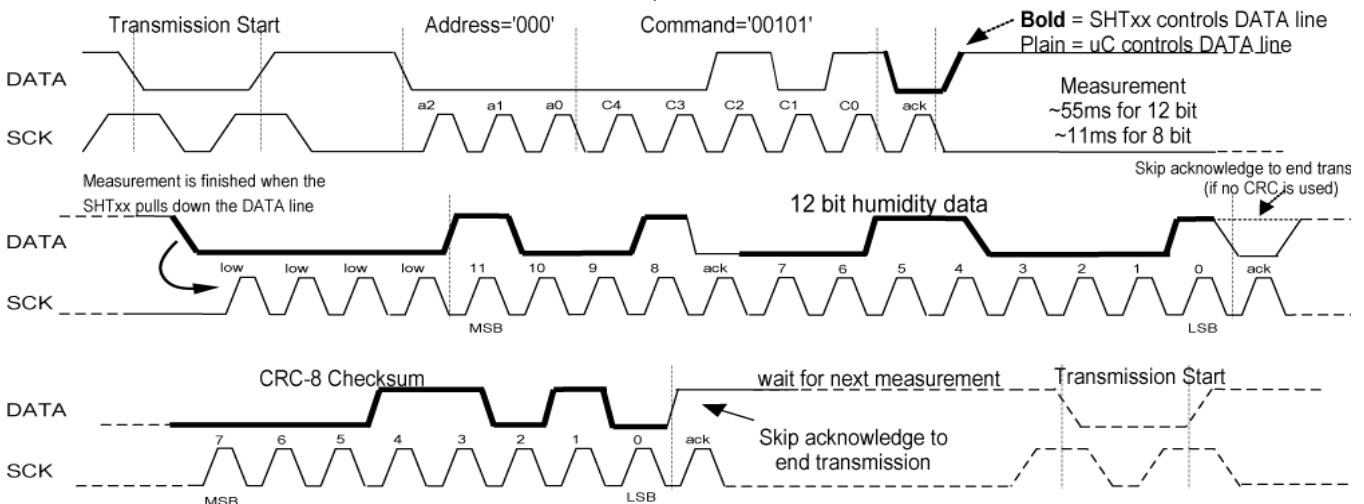 Transmission Start
Address='000'
Command='00101'
Bold = SHTxx controls DATA line
Plain = uC controls DATA line
DATA
a2 a1 a0 C4 C3 C2 C1 C0 ack
SCK
Measurement
~55ms for 12 bit
~11ms for 8 bit
Measurement is finished when the
SHTxx pulls down the DATA line
12 bit humidity data
Skip acknowledge to end trans
(if no CRC is used)
DATA
low low low low 11 10 9 8 ack 7 6 5 4 3 2 1 0 ack
SCK
MSB
LSB
CRC-8 Checksum
wait for next measurement
Transmission Start
DATA
7 6 5 4 3 2 1 0 ack
Skip acknowledge to
end transmission
SCK
MSB
LSB